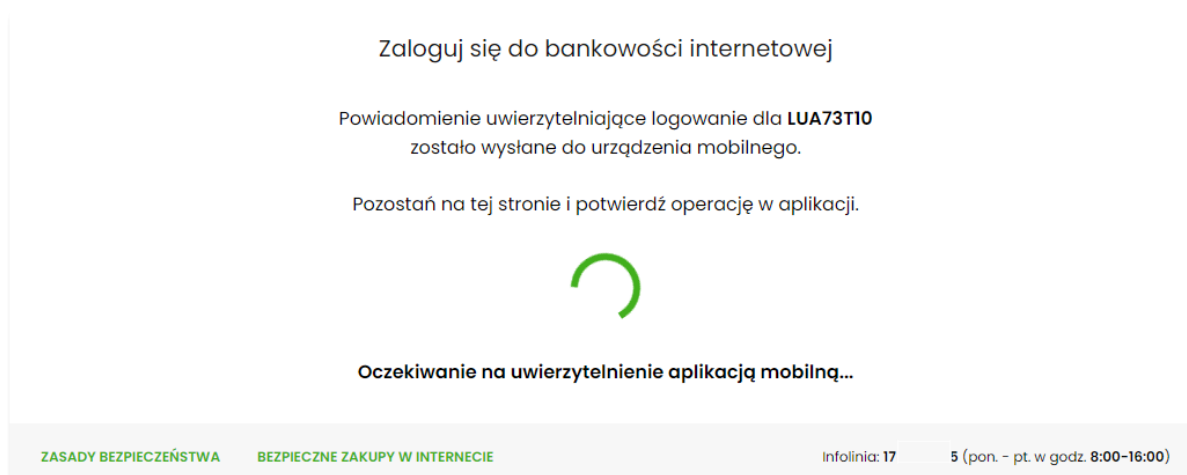 Zaloguj się do bankowości internetowej
Powiadomienie uwierzytelniające logowanie dla LUA73T10
zostało wysłane do urządzenia mobilnego.
Pozostań na tej stronie i potwierdź operację w aplikacji.
Oczekiwanie na uwierzytelnienie aplikacją mobilną...
ZASADY BEZPIECZEŃSTWA BEZPIECZNE ZAKUPY W INTERNECIE Infolinia: 17 5 (pon. - pt. w godz. 8:00-16:00)